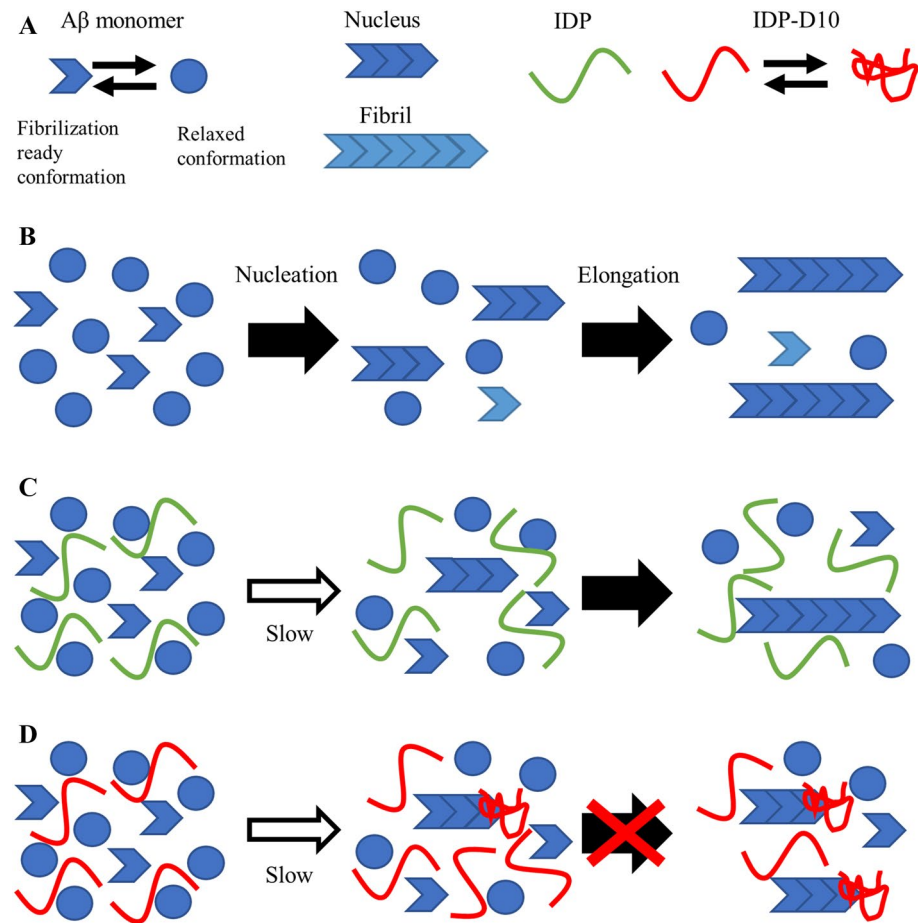 A
Aβ monomer
Nucleus
IDP
IDP-D10
Fibrilization
ready
conformation
Relaxed
conformation
Fibril
B
Nucleation
Elongation
C
Slow
D
Slow